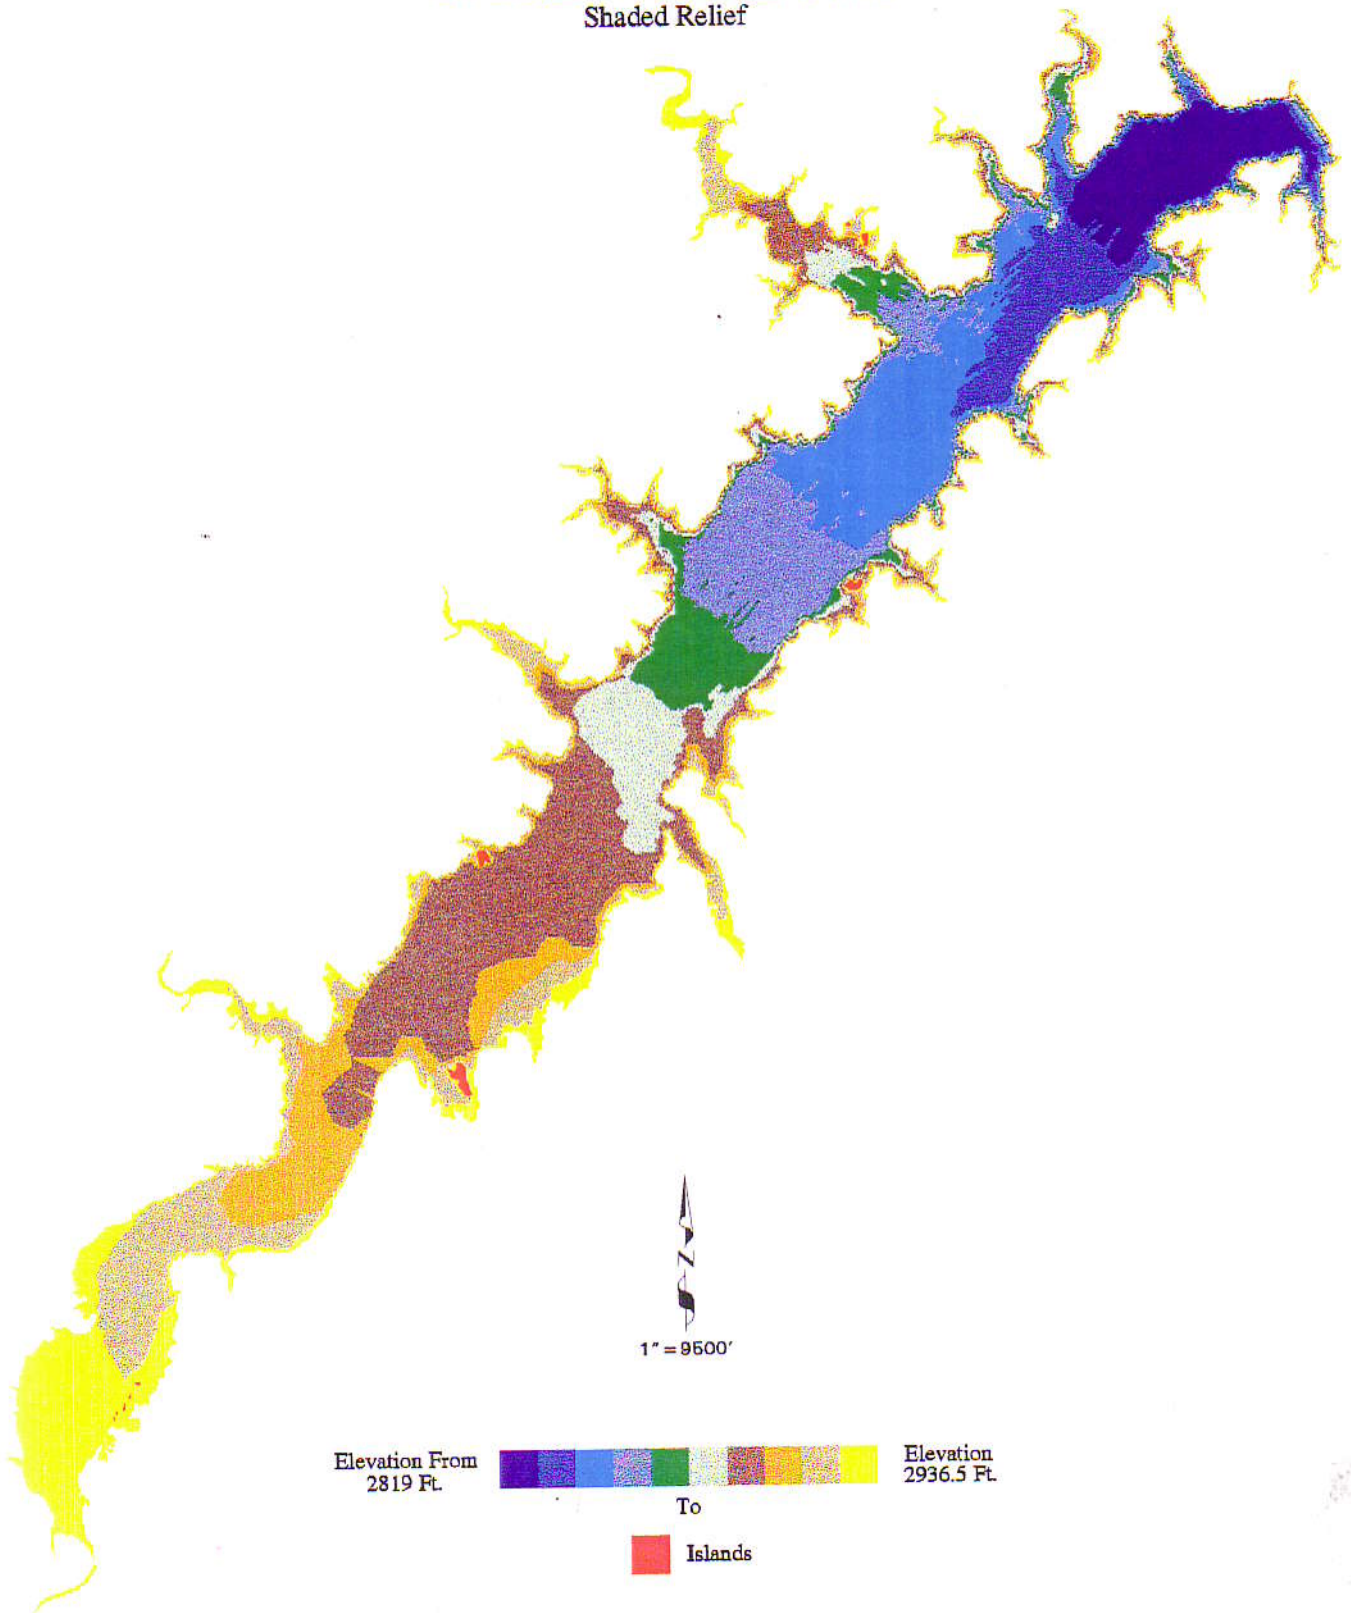 Shaded Relief
N
1" = 9500'
Elevation From
2819 Ft.
To
Elevation
2936.5 Ft.
Islands